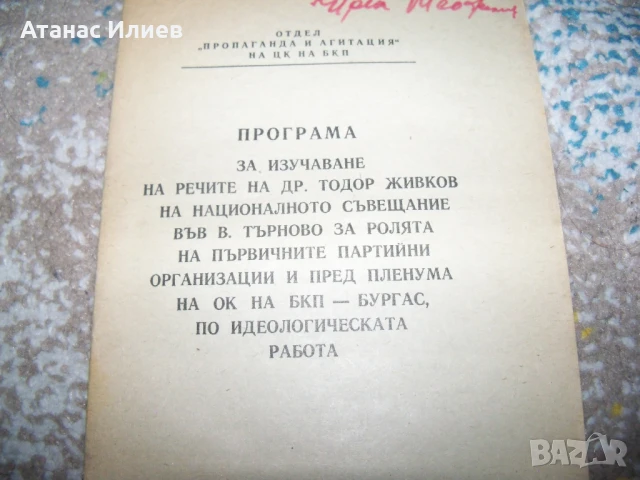 Атанас Илиев
ОТДЕЛ
„ПРОПАГАНДА И АГИТАЦИЯ"
НА ЦК НА БКП
ПРОГРАМА
ЗА ИЗУЧАВАНЕ
НА РЕЧИТЕ НА ДР. ТОДОР ЖИВКОВ
НА НАЦИОНАЛНОТО СЪВЕЩАНИЕ
ВЪВ В. ТЪРНОВО ЗА РОЛЯТА
НА ПЪРВИЧНИТЕ ПАРТИЙНИ
ОРГАНИЗАЦИИ И ПРЕД ПЛЕНУМА
НА ОК НА БКП — БУРГАС,
ПО ИДЕОЛОГИЧЕСКАТА
РАБОТА
BAZAR